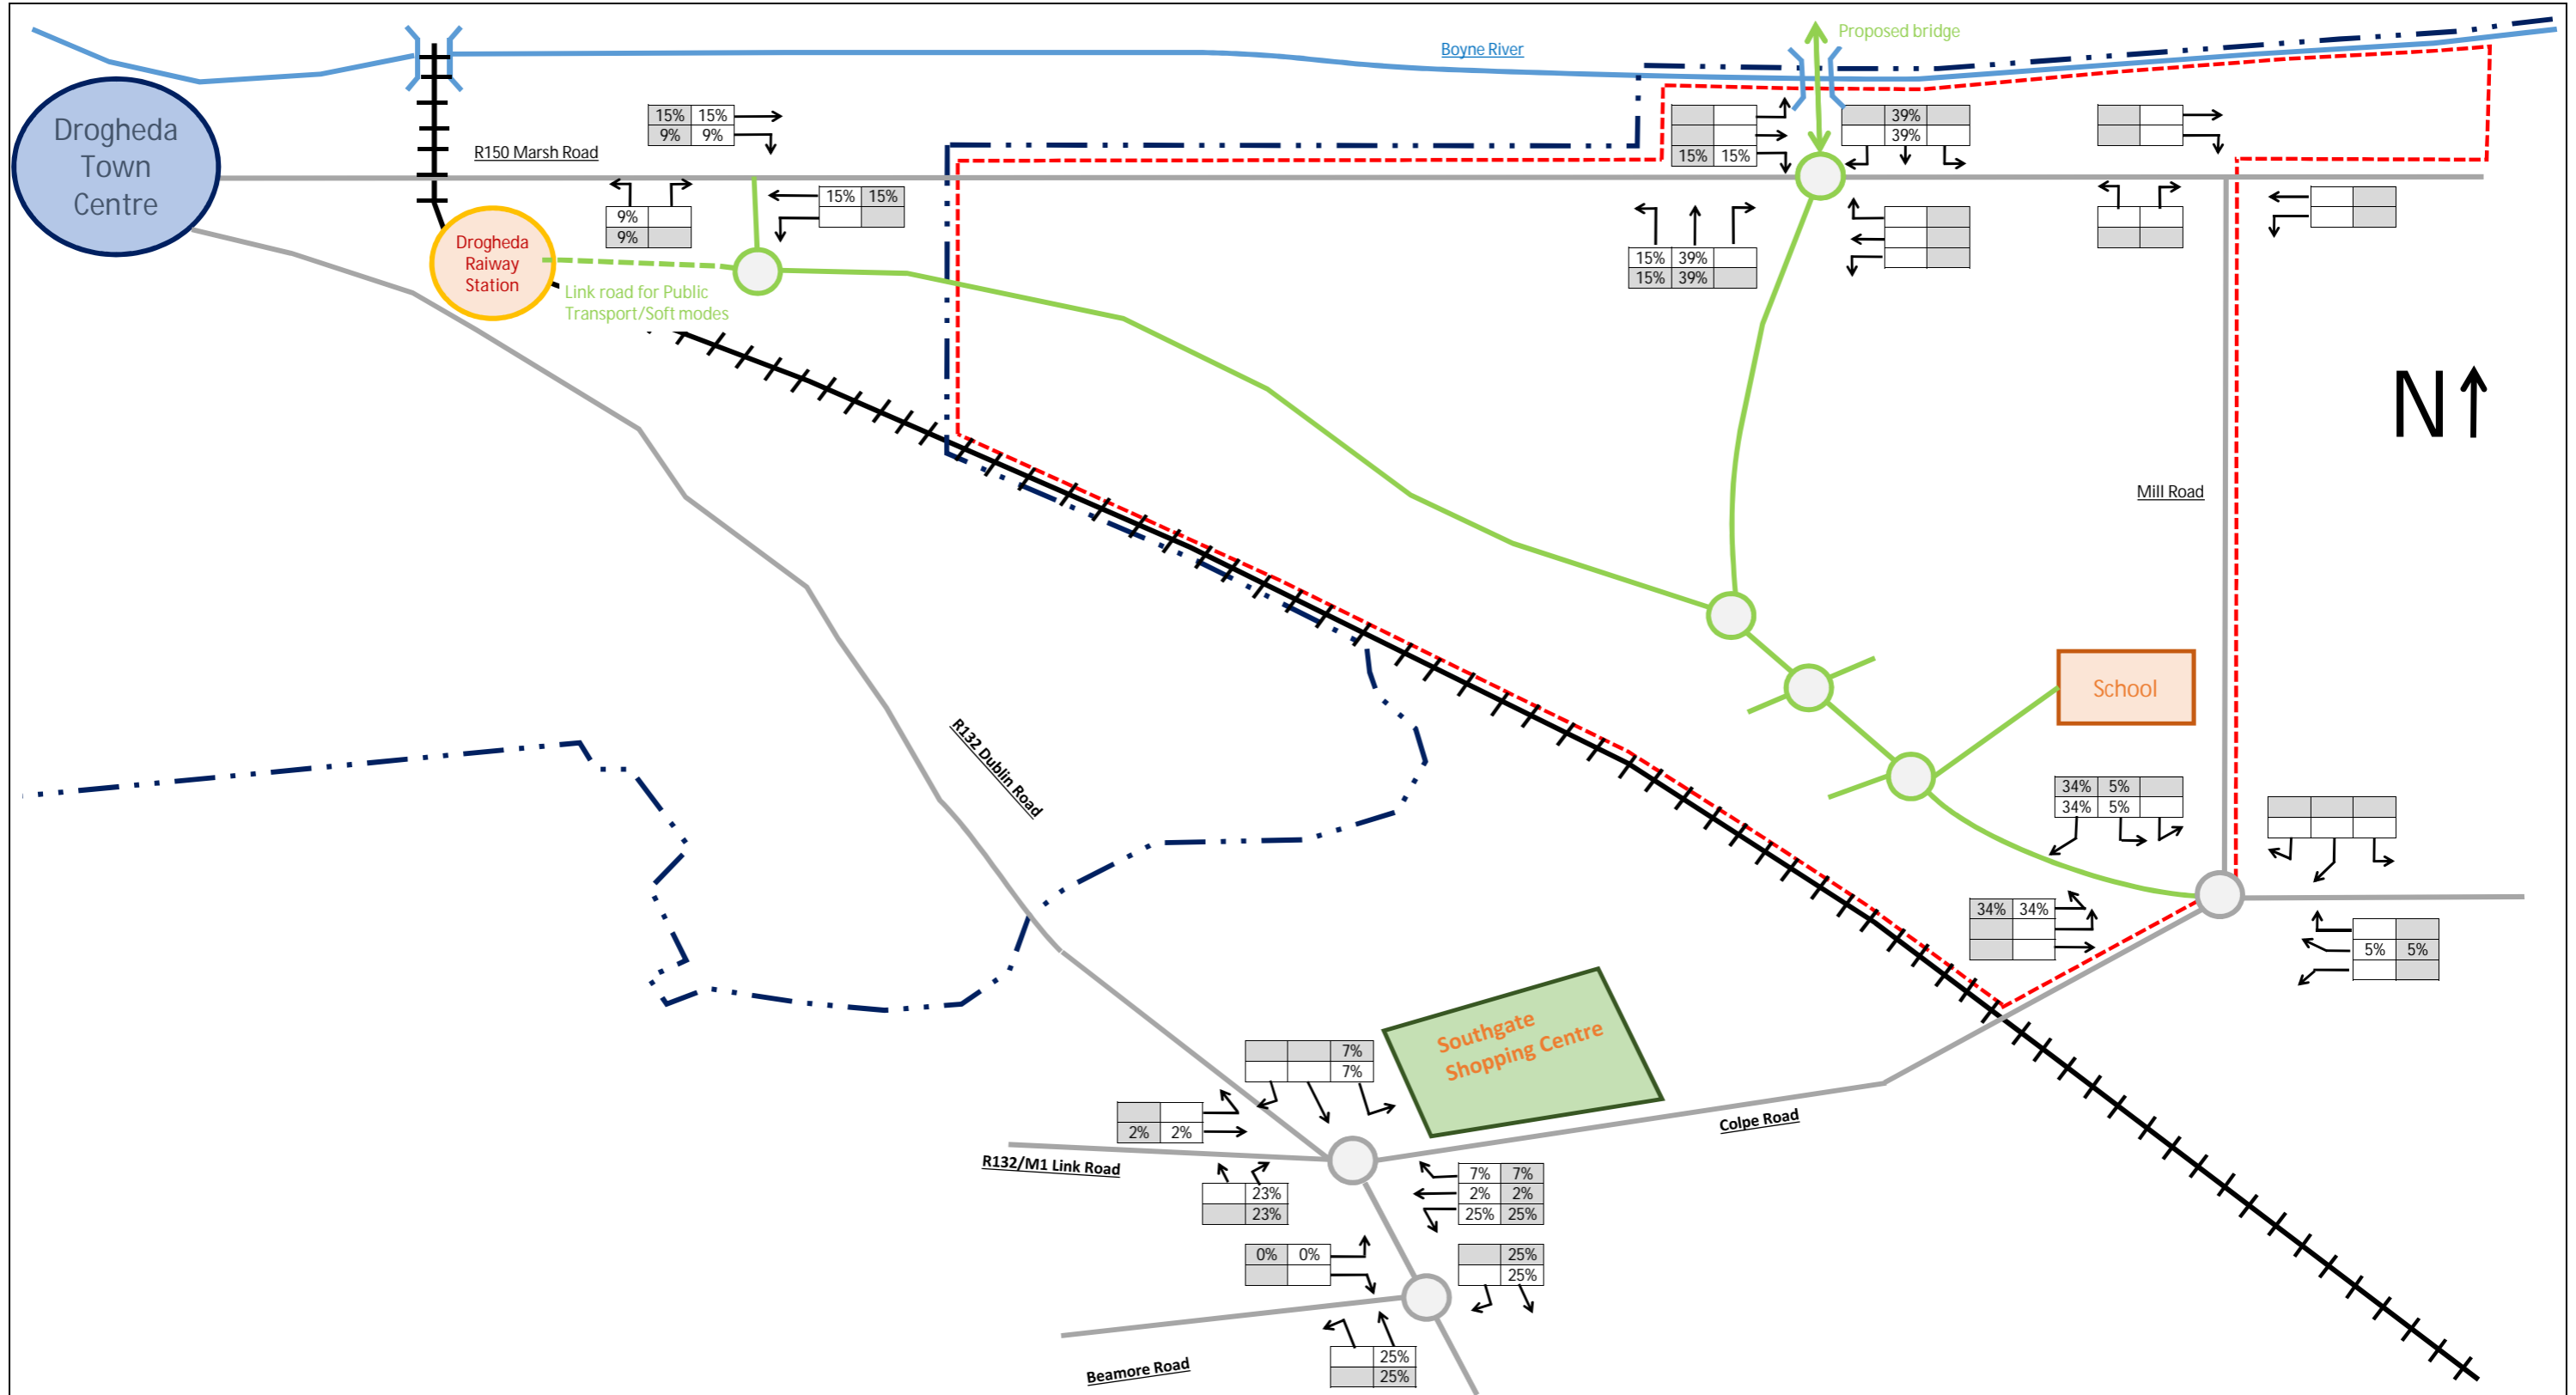 Proposed bridge
Boyne River
Drogheda
Town
Centre
15% 15%
9% 9%
39%
39%
15% 15%
R150 Marsh Road
15% 15%
9%
9%
15% 39%
15% 39%
Drogheda
Raiway
Station
Link road for Public
Transport/Soft modes
N
Mill Road
School
R132 Dublin Road
34% 5%
34% 5%
34% 34%
5% 5%
Southgate
Shopping Centre
7%
7%
2% 2%
Colpe Road
R132/M1 Link Road
23%
23%
7% 7%
2% 2%
25% 25%
0% 0%
25%
25%
Beamore Road
25%
25%